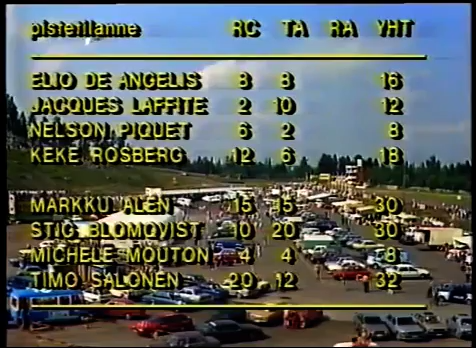 pistetilanne RC TA RA YHT
ELIO DE ANGELIS 8 8 16
JACQUES LAFFITE 2 10 12
NELSON PIQUET 6 2 8
KEKE ROSBERG 12 6 18
MARKKU ALEN 15 15 30
STIG BLOMQVIST 10 20 30
MICHELE MOUTON 4 4 8
TIMO SALONEN 20 12 32